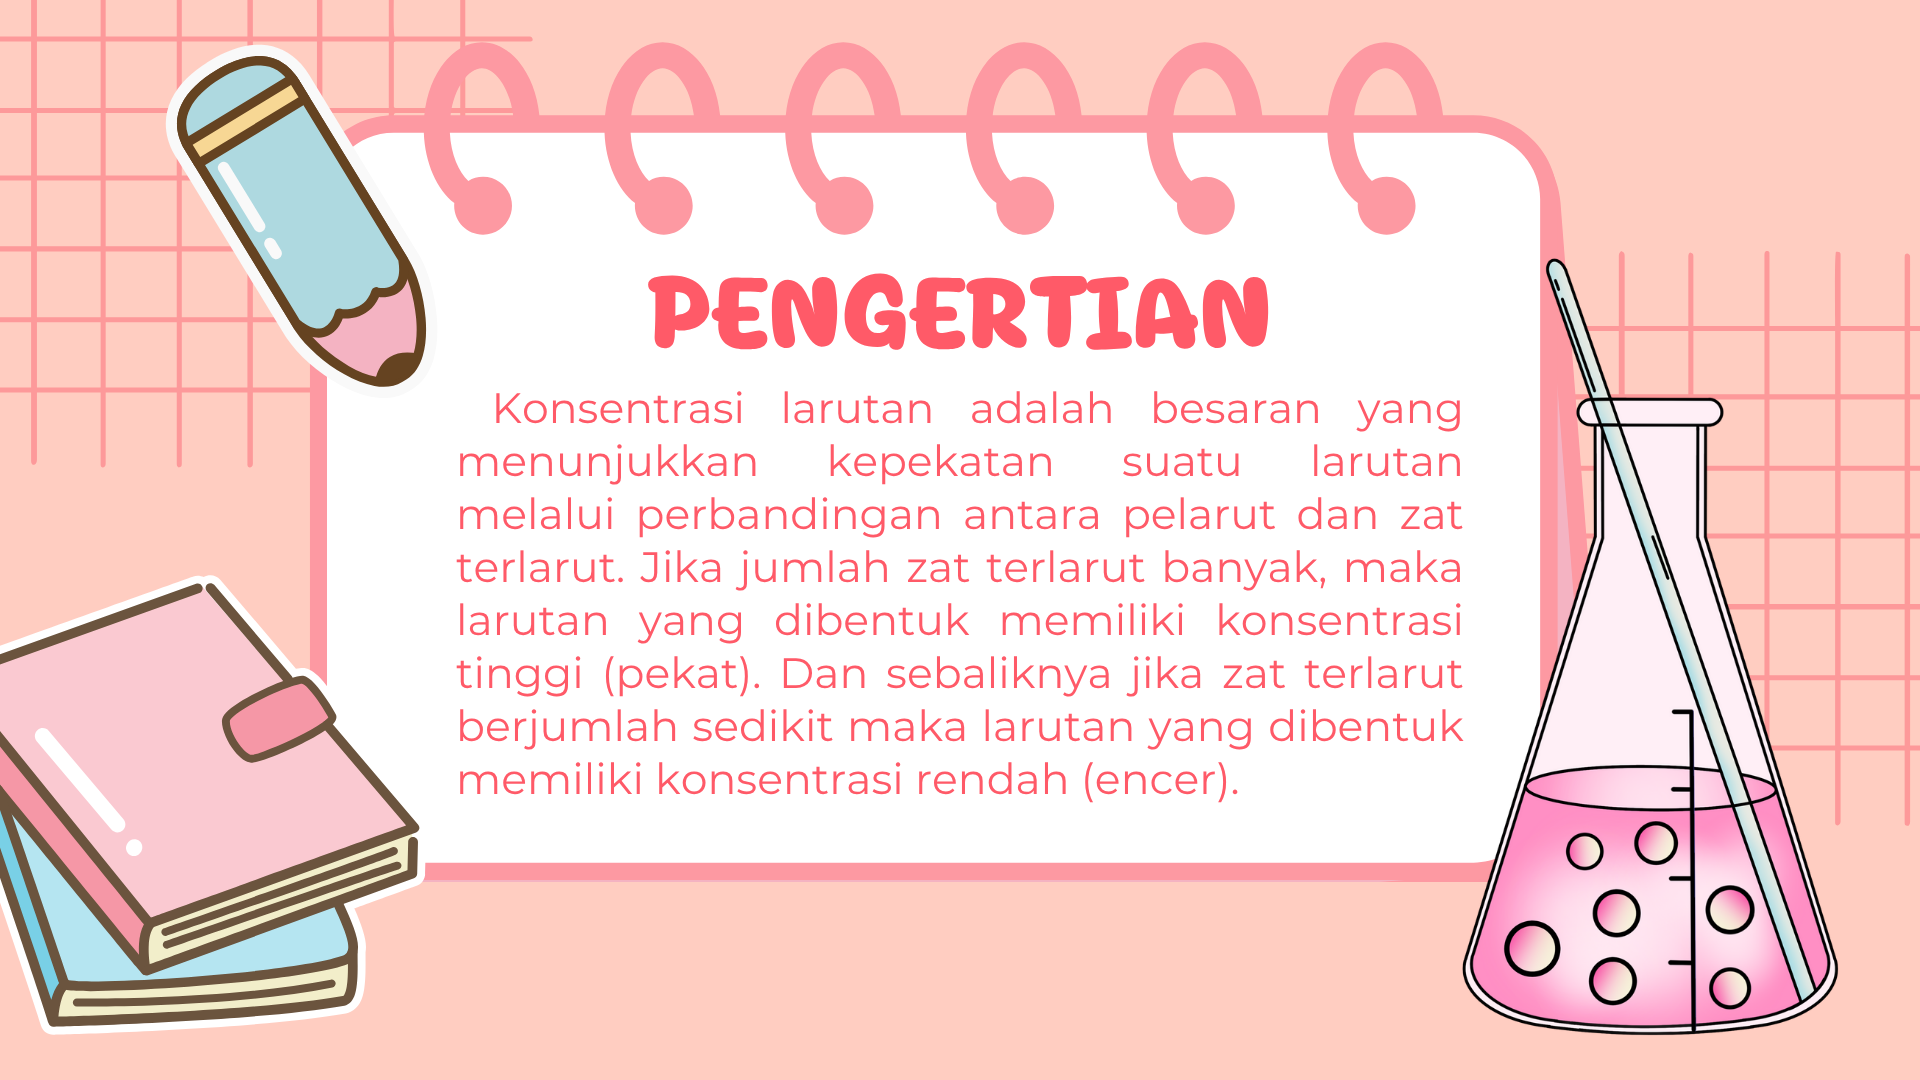 PENGERTIAN
Konsentrasi larutan adalah besaran yang
menunjukkan kepekatan suatu larutan
melalui perbandingan antara pelarut dan zat
terlarut. Jika jumlah zat terlarut banyak, maka
larutan yang dibentuk memiliki konsentrasi
tinggi (pekat). Dan sebaliknya jika zat terlarut
berjumlah sedikit maka larutan yang dibentuk
memiliki konsentrasi rendah (encer).